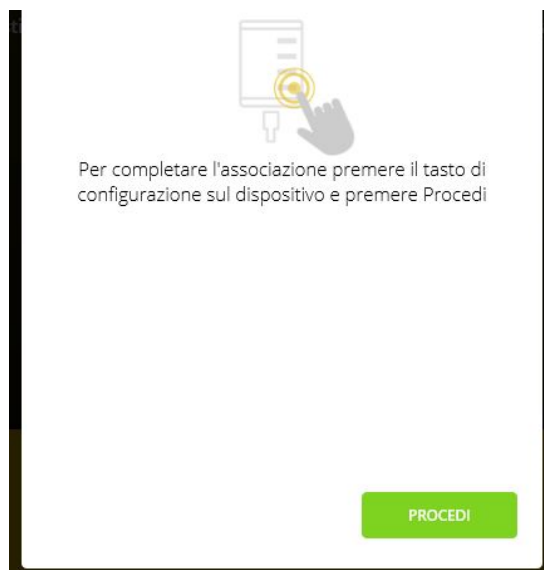 Per completare l'associazione premere il tasto di
configurazione sul dispositivo e premere Procedi
PROCEDI